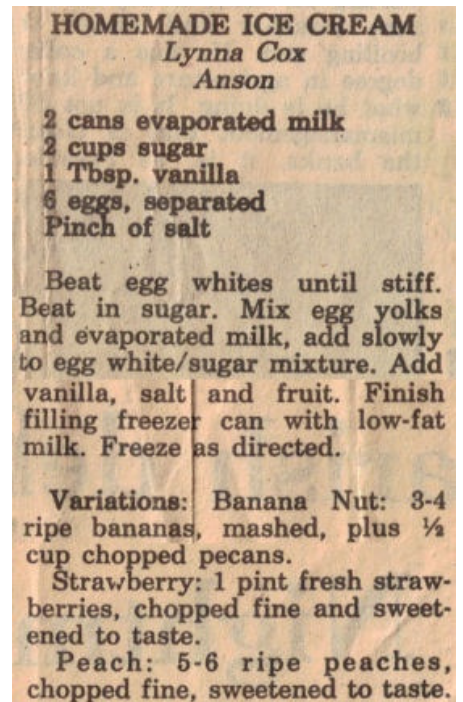 HOMEMADE ICE CREAM
Lynna Cox
Anson
2 cans evaporated milk
2 cups sugar
1 Tbsp. vanilla
6 eggs, separated
Pinch of salt
Beat egg whites until stiff.
Beat in sugar. Mix egg yolks
and evaporated milk, add slowly
to egg white/sugar mixture. Add
vanilla, salt and fruit. Finish
filling freezer can with low-fat
milk. Freeze as directed.
Variations: Banana Nut: 3-4
ripe bananas, mashed, plus ½
cup chopped pecans.
Strawberry: 1 pint fresh straw-
berries, chopped fine and sweet-
ened to taste.
Peach: 5-6 ripe peaches,
chopped fine, sweetened to taste.